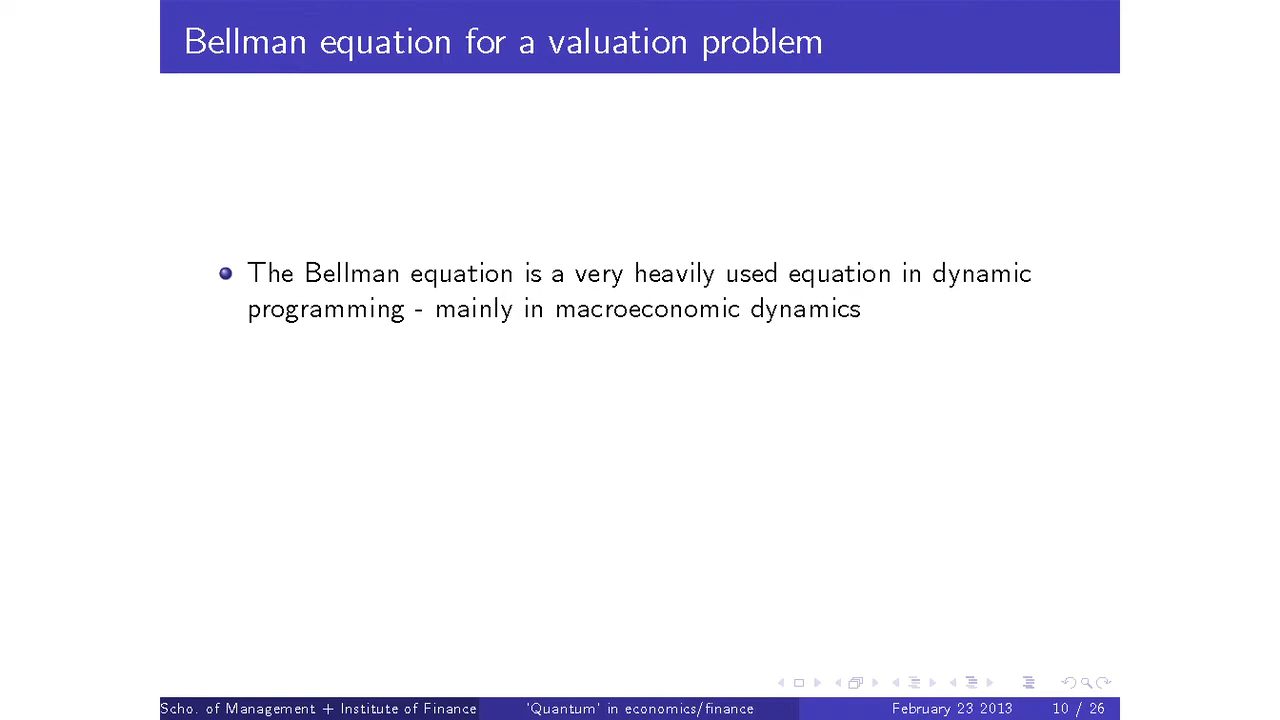 Bellman equation for a valuation problem
The Bellman equation is a very heavily used equation in dynamic
programming - mainly in macroeconomic dynamics
Scho. of Management + Institute of Finance
'Quantum' in economics/finance
February 23 2013
10 / 26